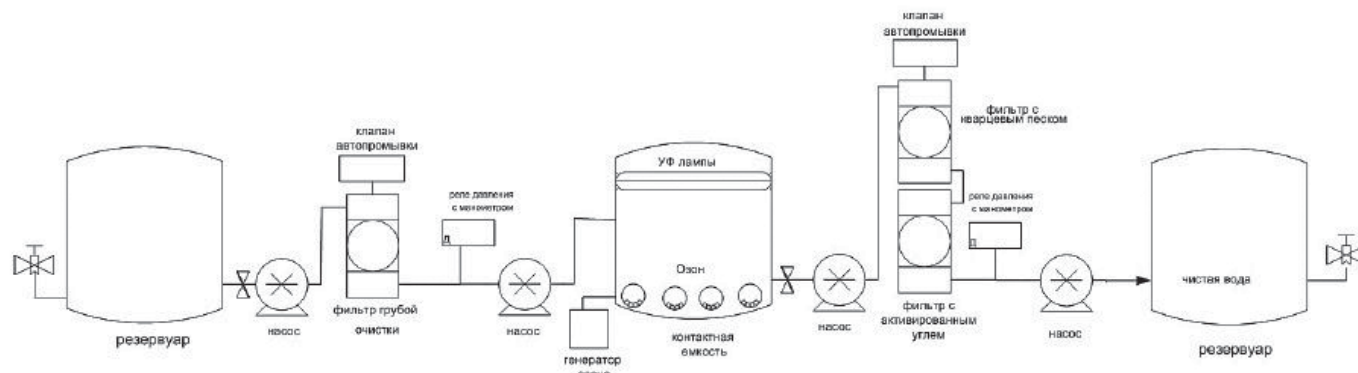 клапан
автопромывки
клапан
автопромывки
фильтр с
кварцевым песком
УФ лампы
реле давления
с манометром
реле давления
с манометром
Д
Д
Озон
чистая вода
фильтр грубой
очистки
насос
насос
насос
насос
резервуар
генератор
контактная
емкость
фильтр с
активированным
углем
резервуар